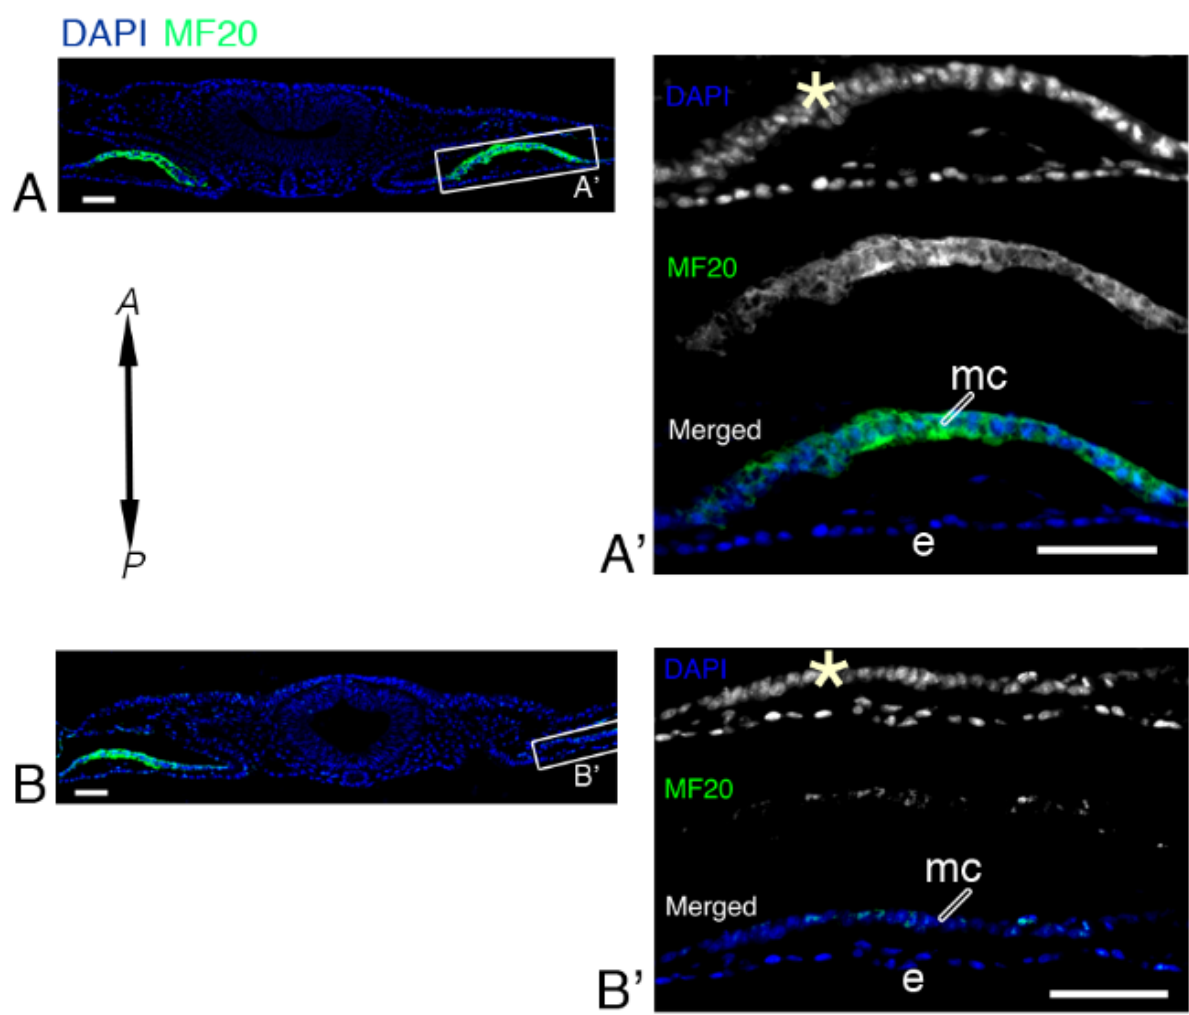 DAPI MF20
A
A'
DAPI
*
MF20
mc
Merged
e
A'
A
P
B
B'
DAPI
*
MF20
mc
Merged
e
B'